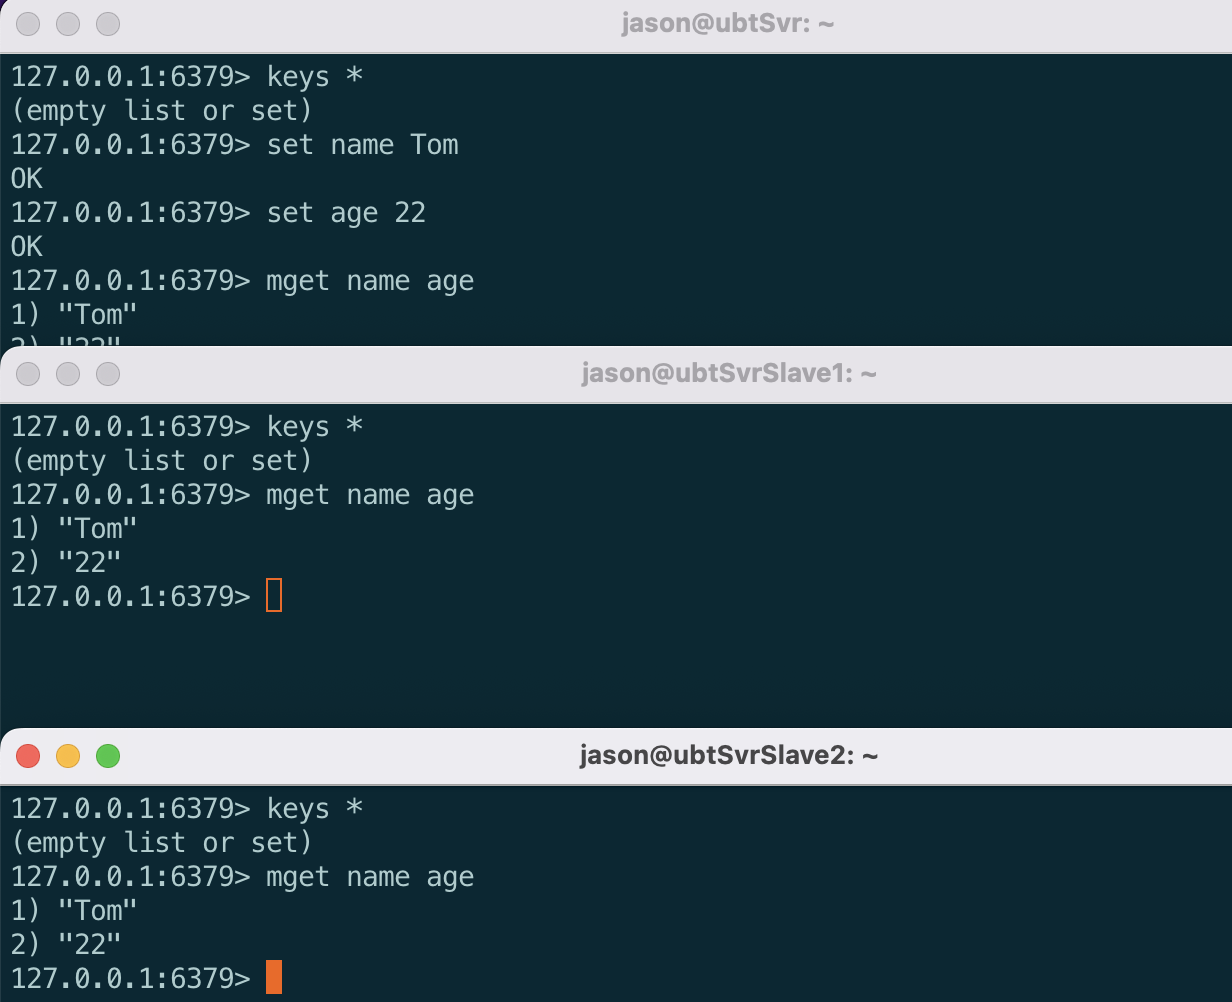 jason@ubtSvr: ~
127.0.0.1:6379> keys *
(empty list or set)
127.0.0.1:6379> set name Tom
OK
127.0.0.1:6379> set age 22
OK
127.0.0.1:6379> mget name age
1) "Tom"
2) "22"
jason@ubtSvrSlave1: ~
127.0.0.1:6379> keys *
(empty list or set)
127.0.0.1:6379> mget name age
1) "Tom"
2) "22"
127.0.0.1:6379>
jason@ubtSvrSlave2: ~
127.0.0.1:6379> keys *
(empty list or set)
127.0.0.1:6379> mget name age
1) "Tom"
2) "22"
127.0.0.1:6379>